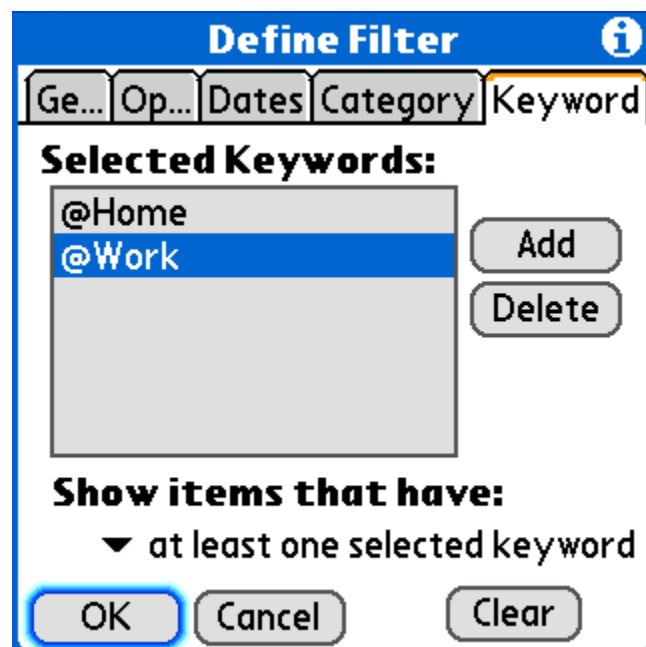 Define Filter
Ge... Op... Dates Category Keyword
Selected Keywords:
@Home
@Work
Add
Delete
Show items that have:
at least one selected keyword
OK Cancel Clear